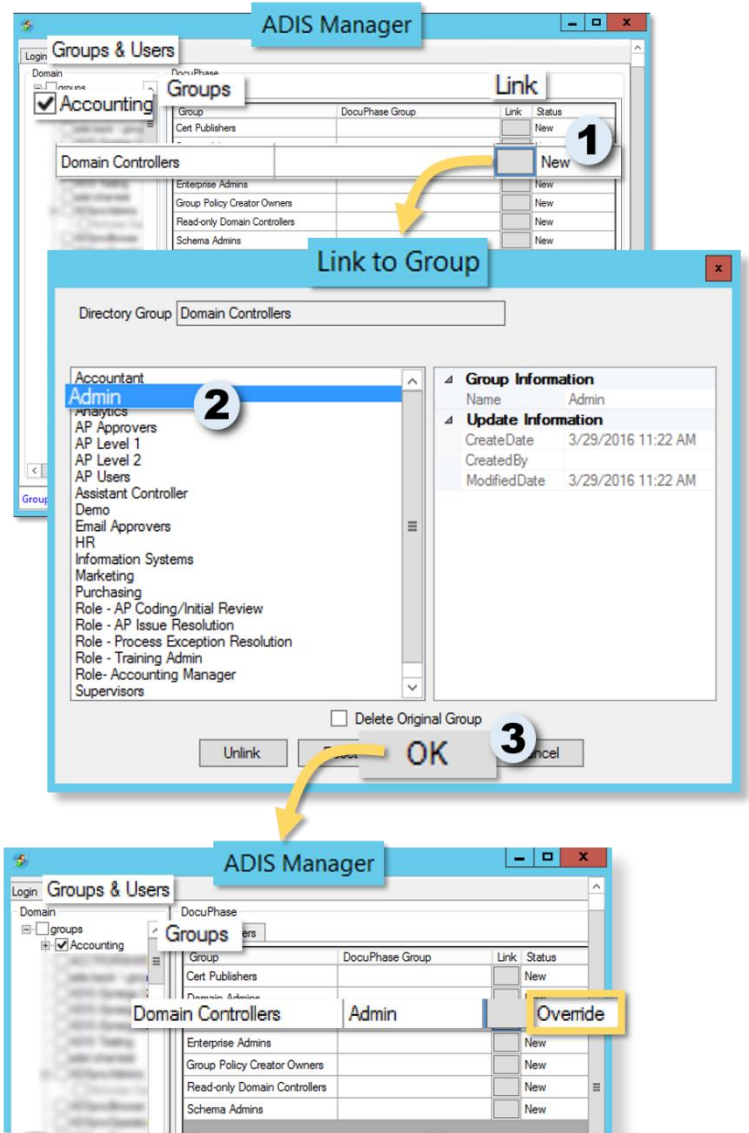 ADIS Manager
Login Groups & Users
Domain DocuPhase
groups Groups Link
Accounting
Group DocuPhase Group Link Status
Cert Publishers New
1
Domain Controllers New
Enterprise Admins New
Group Policy Creator Owners New
Read-only Domain Controllers New
Schema Admins New
Link to Group
x
Directory Group Domain Controllers
Accountant
Admin
2
Analytics
AP Approvers
AP Level 1
AP Level 2
AP Users
Assistant Controller
Demo
Email Approvers
HR
Information Systems
Marketing
Purchasing
Role - AP Coding/Initial Review
Role - AP Issue Resolution
Role - Process Exception Resolution
Role - Training Admin
Role- Accounting Manager
Supervisors
Group Information
Name Admin
Update Information
CreateDate 3/29/2016 11:22 AM
CreatedBy
ModifiedDate 3/29/2016 11:22 AM
Delete Original Group
Unlink OK 3
ADIS Manager
Login Groups & Users
Domain DocuPhase
groups Groups
Accounting
Group DocuPhase Group Link Status
Cert Publishers New
Domain Admins
Domain Controllers Admin Override
Enterprise Admins New
Group Policy Creator Owners New
Read-only Domain Controllers New
Schema Admins New